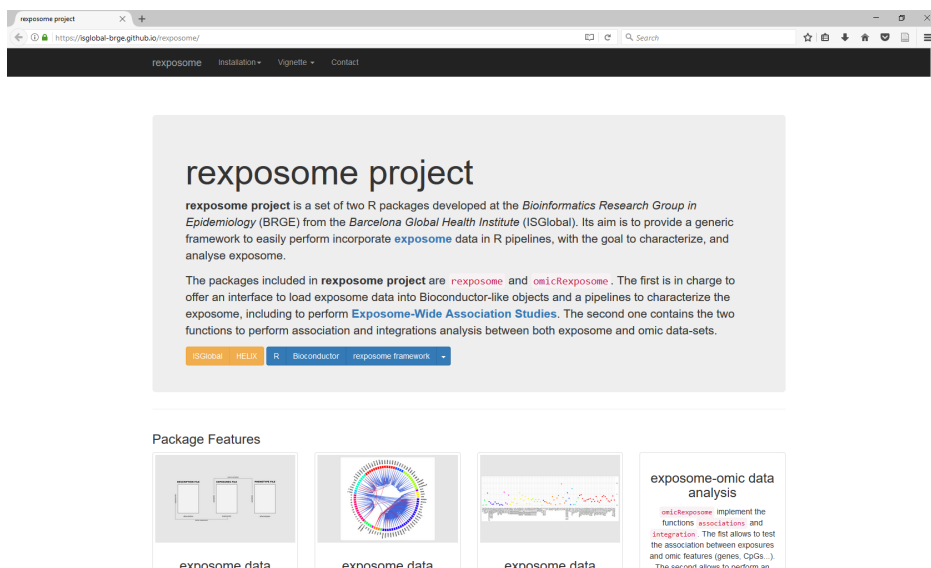 rexposome project
https://isglobal-brge.github.io/rexposome/
Search
rexposome Installation Vignette Contact
rexposome project
rexposome project is a set of two R packages developed at the Bioinformatics Research Group in
Epidemiology (BRGE) from the Barcelona Global Health Institute (ISGlobal). Its aim is to provide a generic
framework to easily perform incorporate exposome data in R pipelines, with the goal to characterize, and
analyse exposome.
The packages included in rexposome project are rexposome and omicRexposome. The first is in charge to
offer an interface to load exposome data into Bioconductor-like objects and a pipelines to characterize the
exposome, including to perform Exposome-Wide Association Studies. The second one contains the two
functions to perform association and integrations analysis between both exposome and omic data-sets.
ISGlobal HELIX R Bioconductor rexposome framework
Package Features
exposome data
exposome data
exposome data
exposome-omic data
analysis
omicRexposome implement the
functions associations and
integration. The fist allows to test
the association between exposures
and omic features (genes, CpGs...).
The second allows to perform an